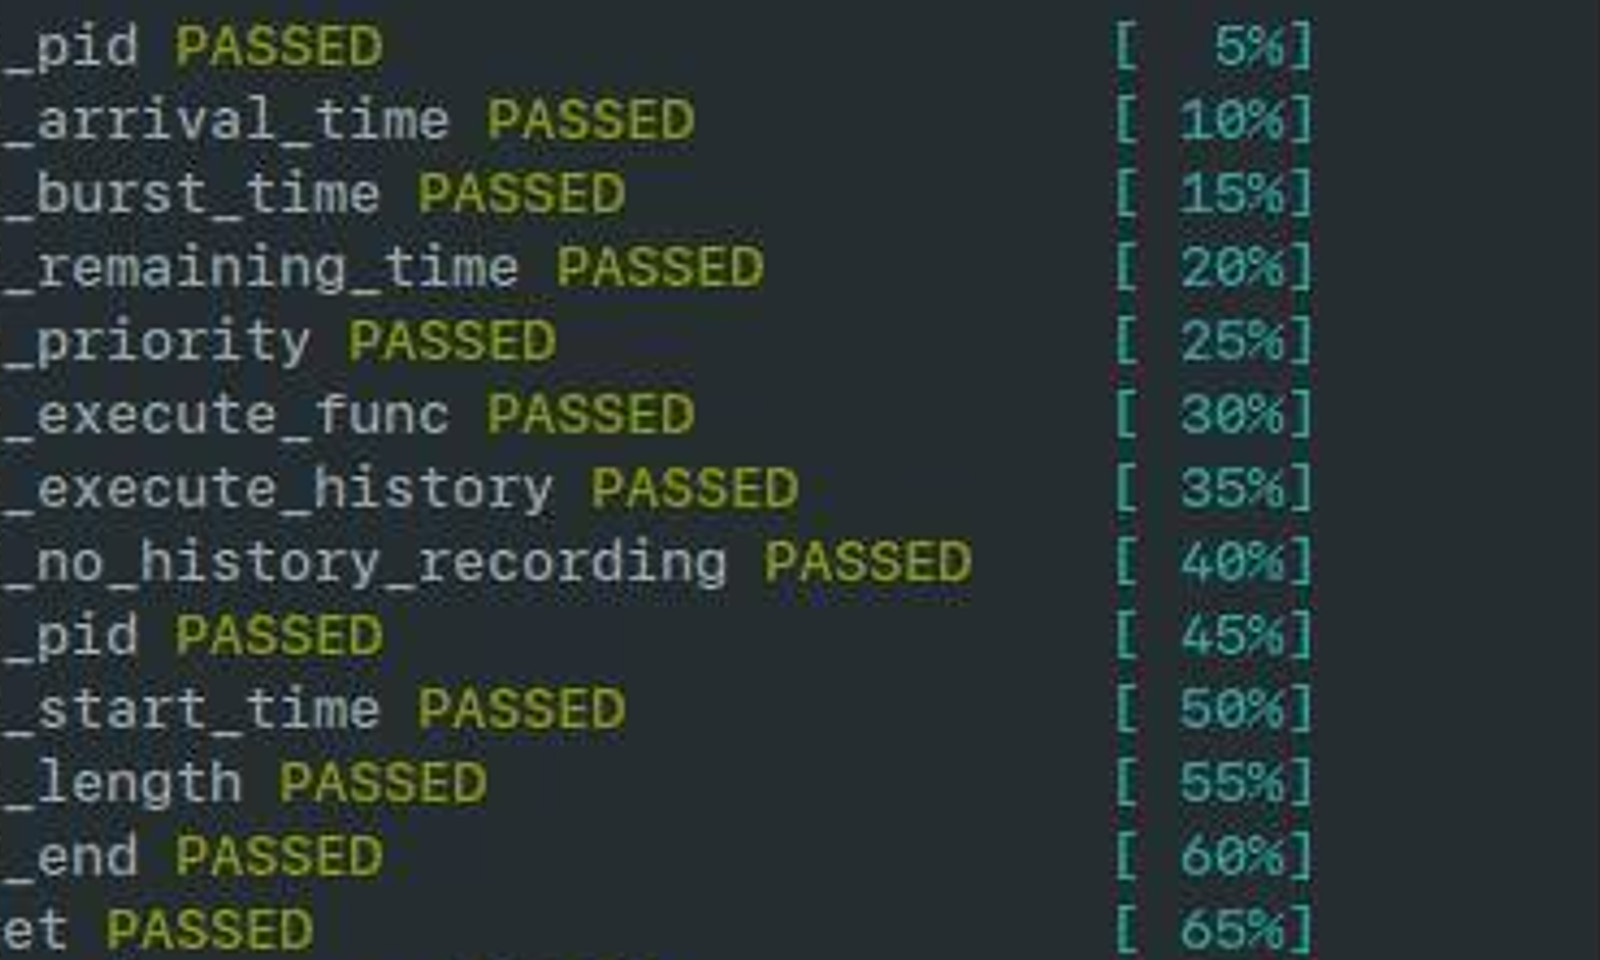 _pid PASSED [   5%]
_arrival_time PASSED [ 10%]
_burst_time PASSED [ 15%]
_remaining_time PASSED [ 20%]
_priority PASSED [ 25%]
_execute_func PASSED [ 30%]
_execute_history PASSED [ 35%]
_no_history_recording PASSED [ 40%]
_pid PASSED [ 45%]
_start_time PASSED [ 50%]
_length PASSED [ 55%]
_end PASSED [ 60%]
et PASSED [ 65%]